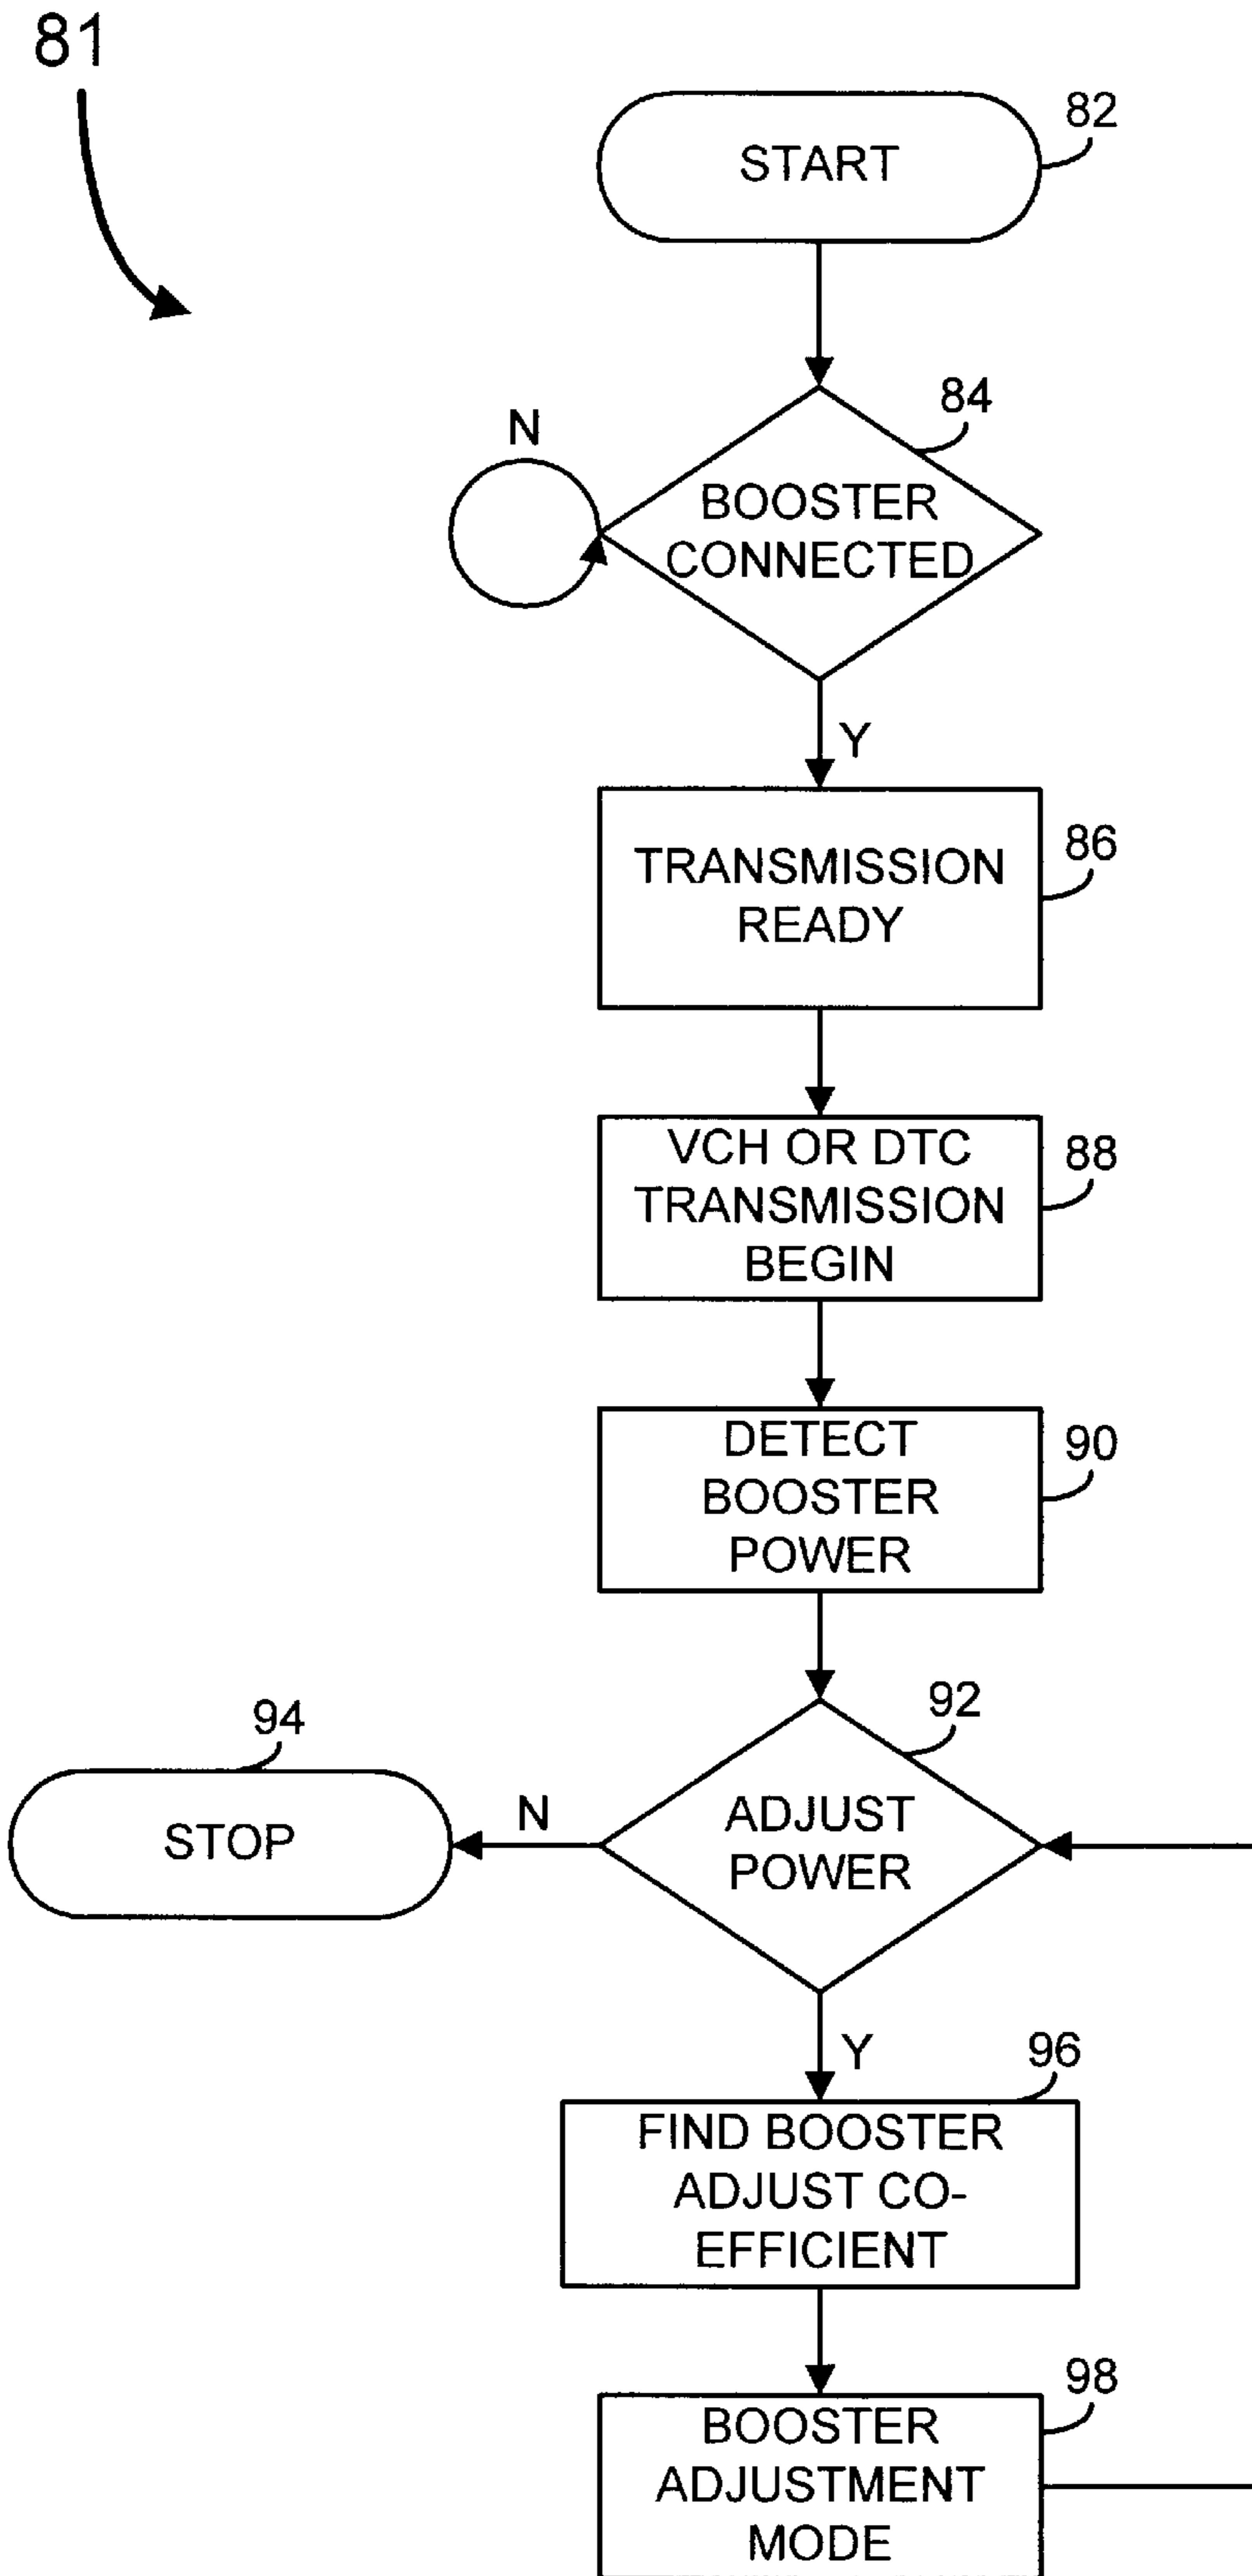 81
START
82
84
N
BOOSTER
CONNECTED
Y
TRANSMISSION
READY
86
VCH OR DTC
TRANSMISSION
BEGIN
88
DETECT
BOOSTER
POWER
90
92
94
STOP
N
ADJUST
POWER
Y
96
FIND BOOSTER
ADJUST CO-
EFFICIENT
98
BOOSTER
ADJUSTMENT
MODE